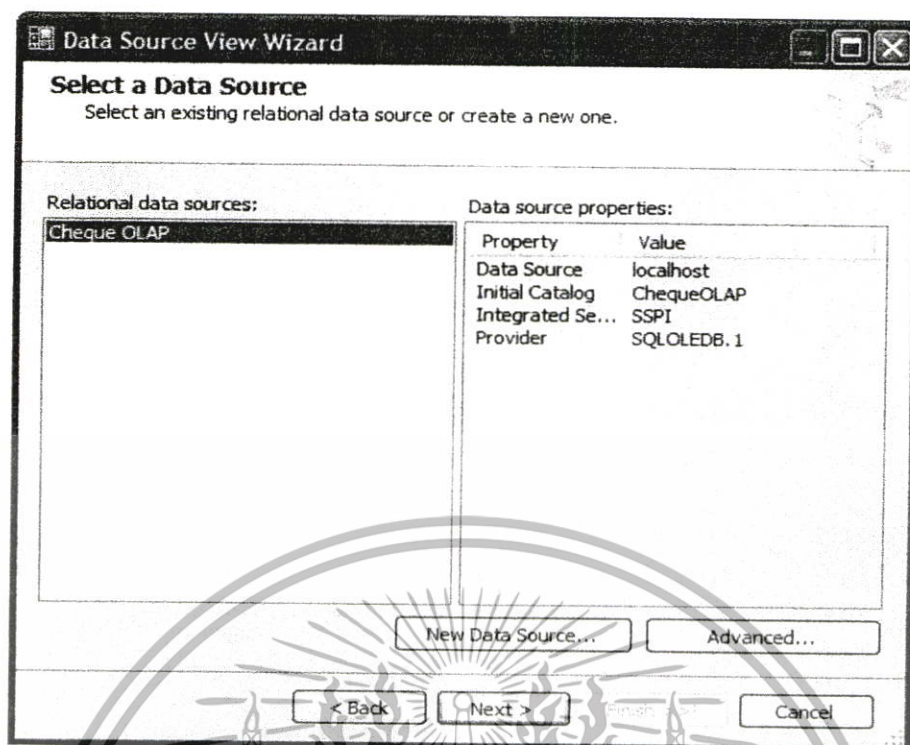 Data Source View Wizard
Select a Data Source
Select an existing relational data source or create a new one.
Relational data sources:
Cheque OLAP
Data source properties:
Property Value
Data Source localhost
Initial Catalog ChequeOLAP
Integrated Se... SSPI
Provider SQLOLEDB.1
New Data Source... Advanced...
< Back Next > Cancel